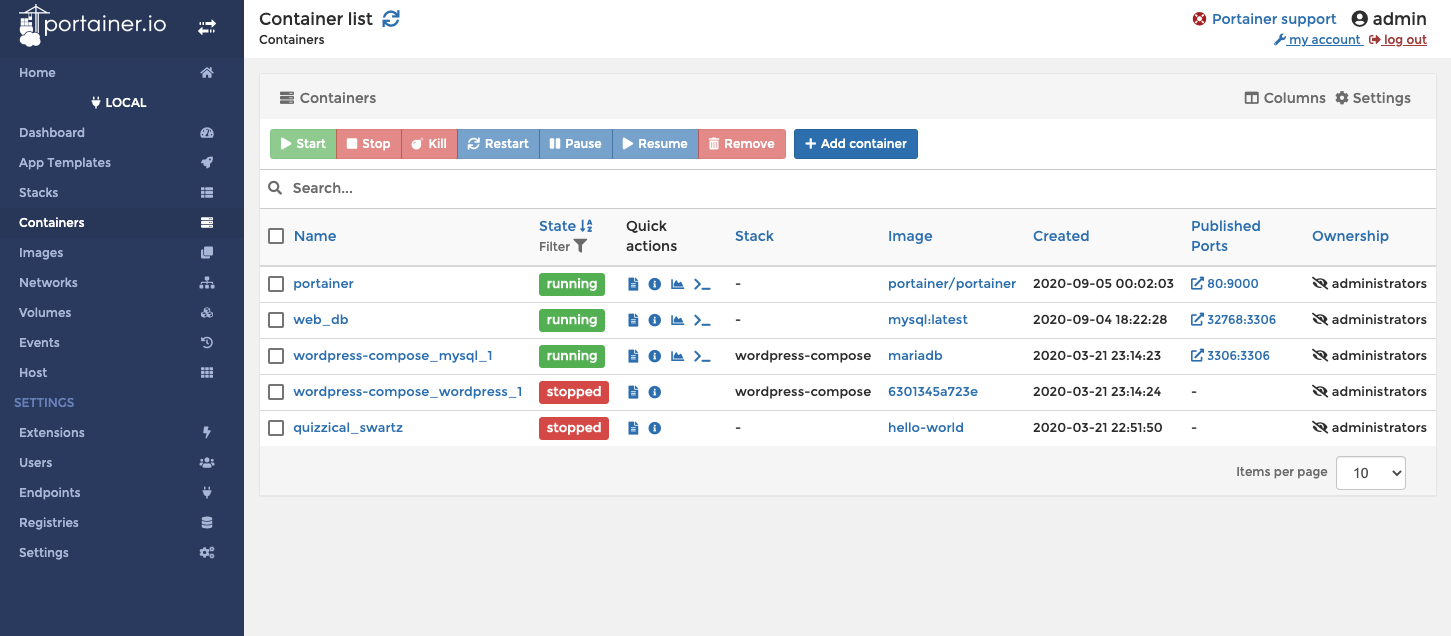 portainer.io
Home
LOCAL
Dashboard
App Templates
Stacks
Containers
Images
Networks
Volumes
Events
Host
SETTINGS
Extensions
Users
Endpoints
Registries
Settings
Container list
Portainer support admin
Containers
my account log out
Containers
Columns Settings
Start Stop Kill Restart Pause Resume Remove Add container
Search...
Name State Filter Quick actions Stack Image Created Published Ports Ownership
portainer running - portainer/portainer 2020-09-05 00:02:03 80:9000 administrators
web_db running - mysql:latest 2020-09-04 18:22:28 32768:3306 administrators
wordpress-compose_mysql_1 running wordpress-compose mariadb 2020-03-21 23:14:23 3306:3306 administrators
wordpress-compose_wordpress_1 stopped wordpress-compose 6301345a723e 2020-03-21 23:14:24 - administrators
quizzical_swartz stopped - hello-world 2020-03-21 22:51:50 - administrators
Items per page 10